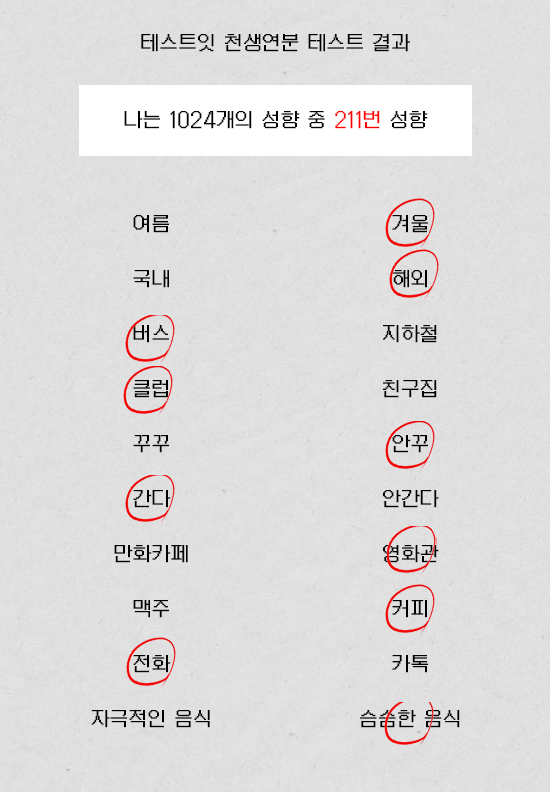 테스트잇 천생연분 테스트 결과
나는 1024개의 성향 중 211번 성향
여름 겨울
국내 해외
버스 지하철
클럽 친구집
꾸꾸 안꾸
간다 안간다
만화카페 영화관
맥주 커피
전화 카톡
자극적인 음식 슴슴한 음식